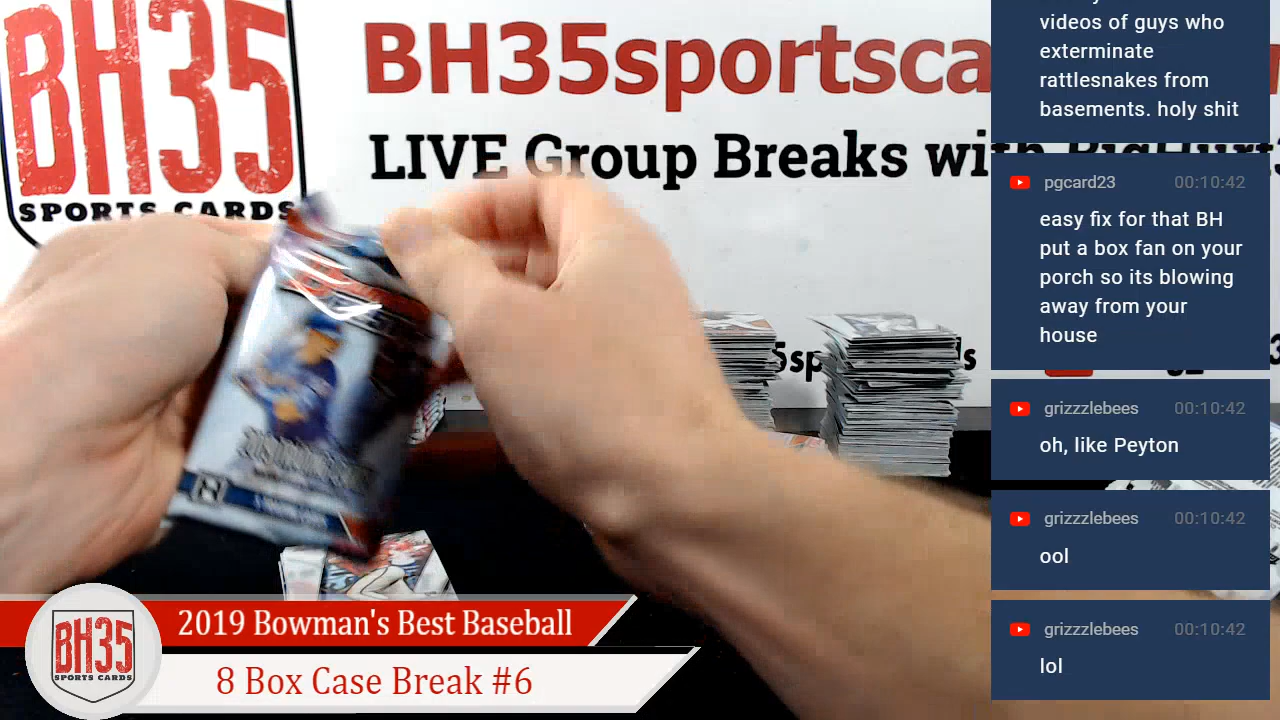 BH35
SPORTS CARDS
BH35sportsca
LIVE Group Breaks with BigHurt3
videos of guys who
exterminate
rattlesnakes from
basements. holy shit
pgcard23 00:10:42
easy fix for that BH
put a box fan on your
porch so its blowing
away from your
house
grizzzlebees 00:10:42
oh, like Peyton
grizzzlebees 00:10:42
ool
grizzzlebees 00:10:42
lol
BH35
SPORTS CARDS
2019 Bowman's Best Baseball
8 Box Case Break #6